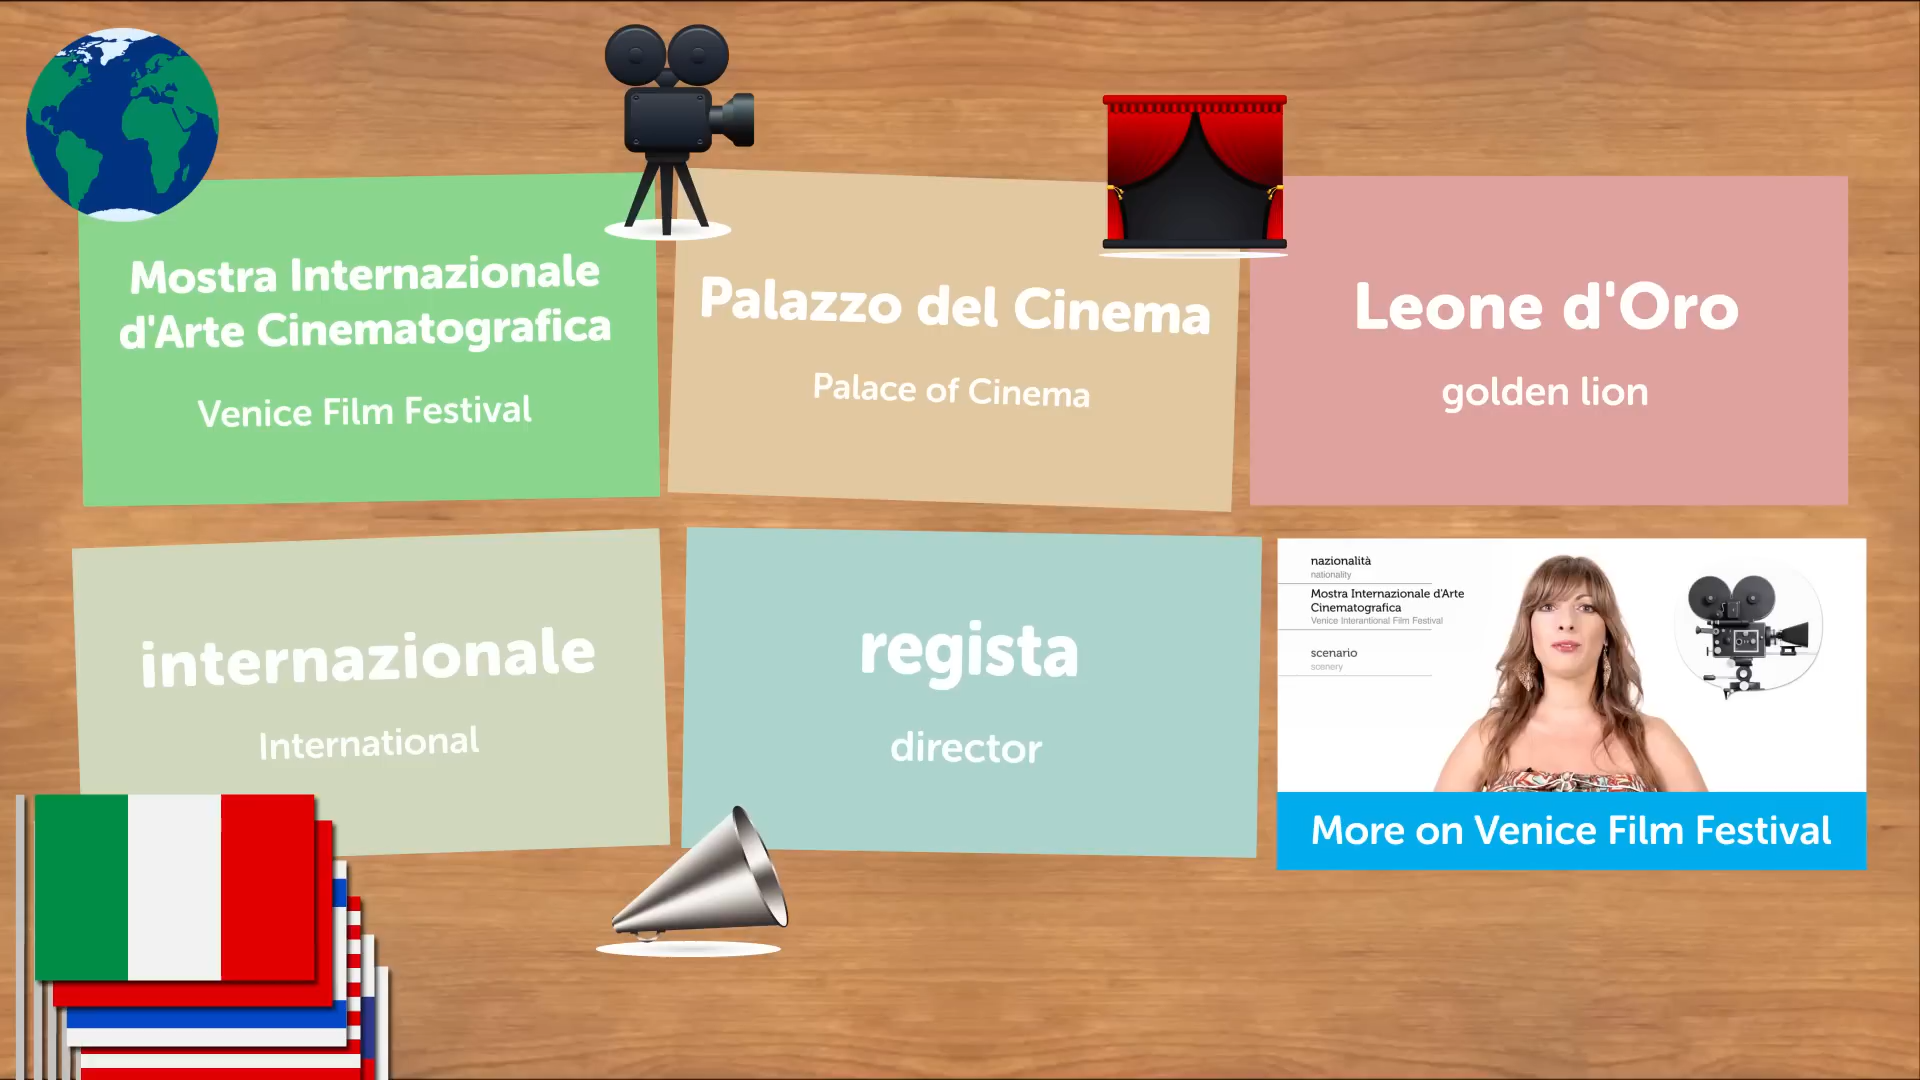 Mostra Internazionale
d'Arte Cinematografica
Venice Film Festival
Palazzo del Cinema
Palace of Cinema
Leone d'Oro
golden lion
internazionale
International
regista
director
nazionalità
nationality
Mostra Internazionale d'Arte
Cinematografica
Venice Interantional Film Festival
scenario
scenery
More on Venice Film Festival